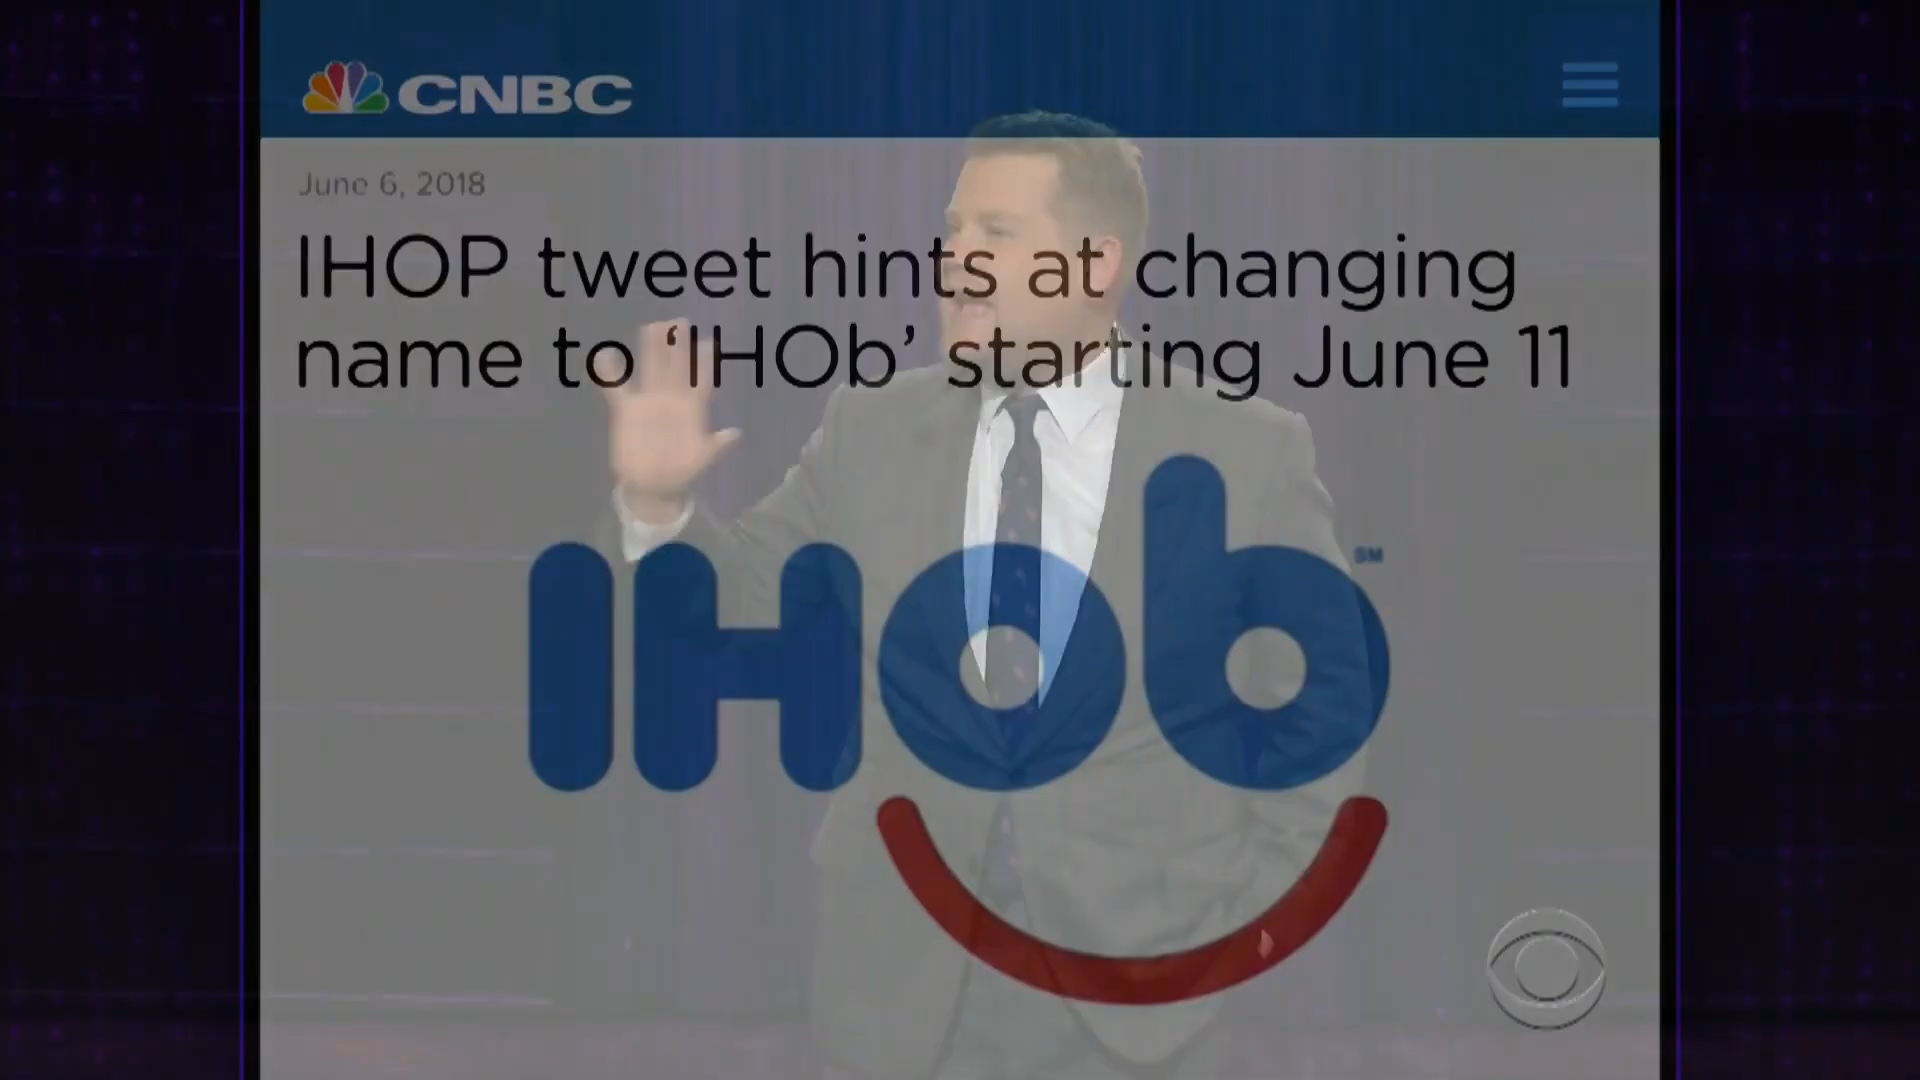 CNBC
June 6, 2018
IHOP tweet hints at changing
name to ‘IHOb’ starting June 11
IHOb SM